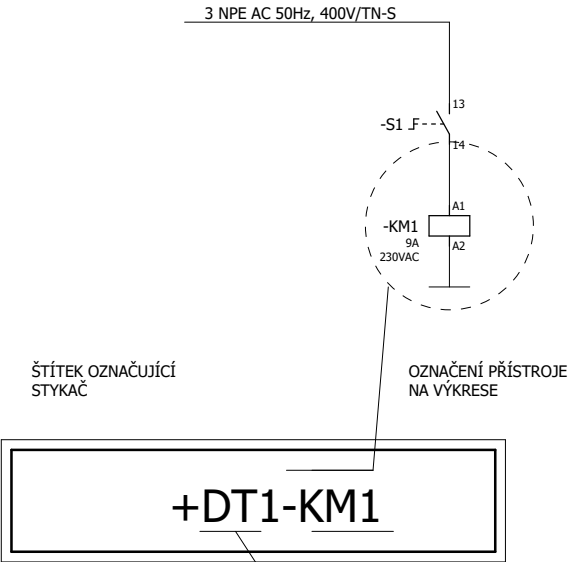 3 NPE AC 50Hz, 400V/TN-S
13
-S1
14
A1
-KM1
9A
A2
230VAC
ŠTÍTEK OZNAČUJÍCÍ
STYKAČ
OZNAČENÍ PŘÍSTROJE
NA VÝKRESE
+DT1-KM1